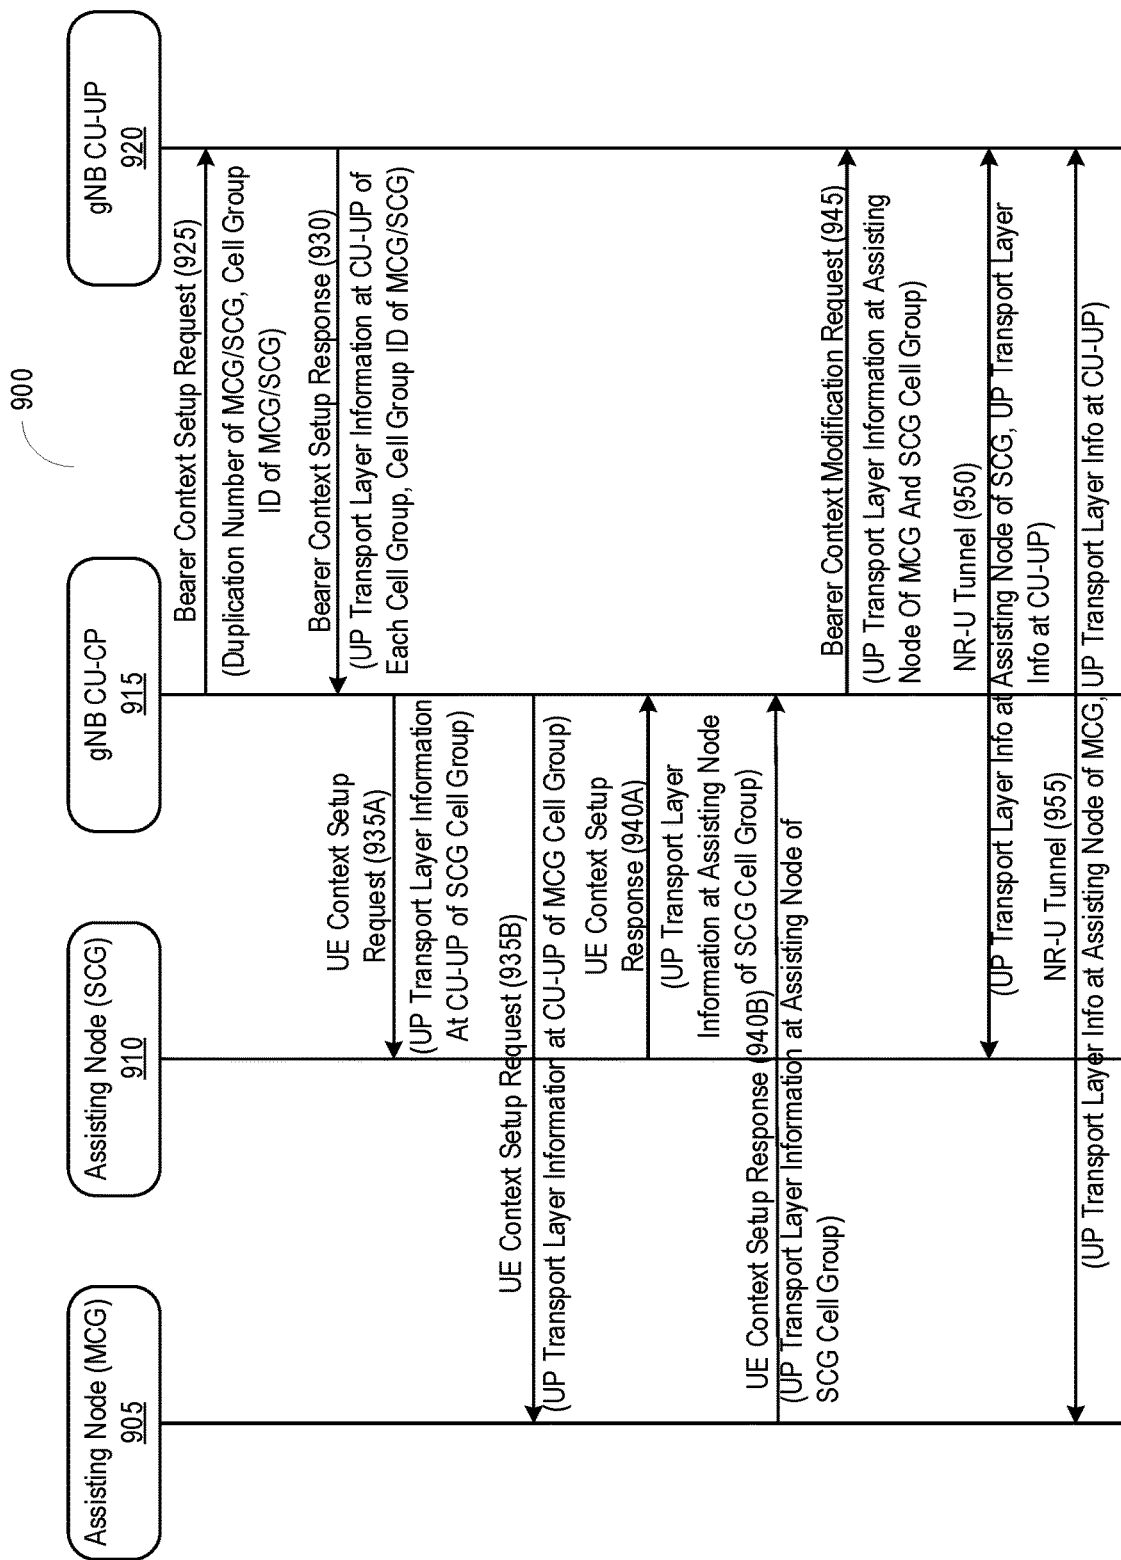 900
Assisting Node (MCG)
905
Assisting Node (SCG)
910
gNB CU-CP
915
gNB CU-UP
920
Bearer Context Setup Request (925)
(Duplication Number of MCG/SCG, Cell Group
ID of MCG/SCG)
Bearer Context Setup Response (930)
(UP Transport Layer Information at CU-UP of
Each Cell Group, Cell Group ID of MCG/SCG)
UE Context Setup
Request (935A)
(UP Transport Layer Information
At CU-UP of SCG Cell Group)
UE Context Setup Request (935B)
(UP Transport Layer Information at CU-UP of MCG Cell Group)
UE Context Setup
Response (940A)
(UP Transport Layer
Information at Assisting Node
of SCG Cell Group)
UE Context Setup Response (940B)
(UP Transport Layer Information at Assisting Node of
SCG Cell Group)
Bearer Context Modification Request (945)
(UP Transport Layer Information at Assisting
Node Of MCG And SCG Cell Group)
NR-U Tunnel (950)
(UP Transport Layer Info at Assisting Node of SCG, UP Transport Layer
Info at CU-UP)
NR-U Tunnel (955)
(UP Transport Layer Info at Assisting Node of MCG, UP Transport Layer Info at CU-UP)